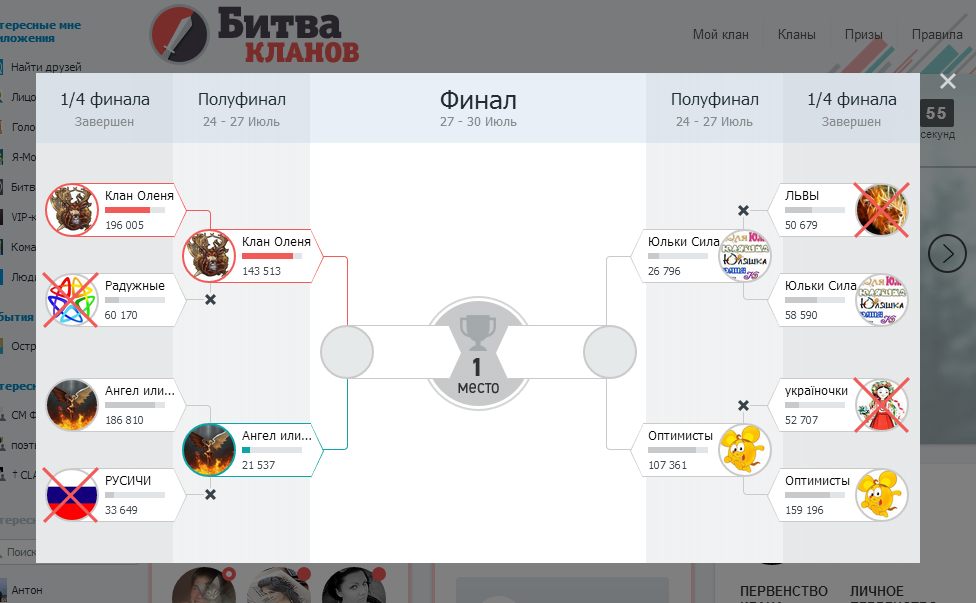 тересные мне
иложения
Найти друзей
Лицо
Голо
Я-Мо
Битв
VIP-к
Кома
Люди
бытия
Остр
терес
СМ Ф
поэт
† CLA
терес
Поиск
Антон
Битва
кланов
Мой клан
Кланы
Призы
Правила
55
секунд
1/4 финала
Завершен
Полуфинал
24 - 27 Июль
Финал
27 - 30 Июль
Полуфинал
24 - 27 Июль
1/4 финала
Завершен
Клан Оленя
196 005
Радужные
60 170
Ангел или...
186 810
РУСИЧИ
33 649
Клан Оленя
143 513
Ангел или...
21 537
1
место
Юльки Сила
26 796
Оптимисты
107 361
ЛЬВЫ
50 679
Юльки Сила
58 590
україночки
52 707
Оптимисты
159 196
ПЕРВЕНСТВО
ЛИЧНОЕ